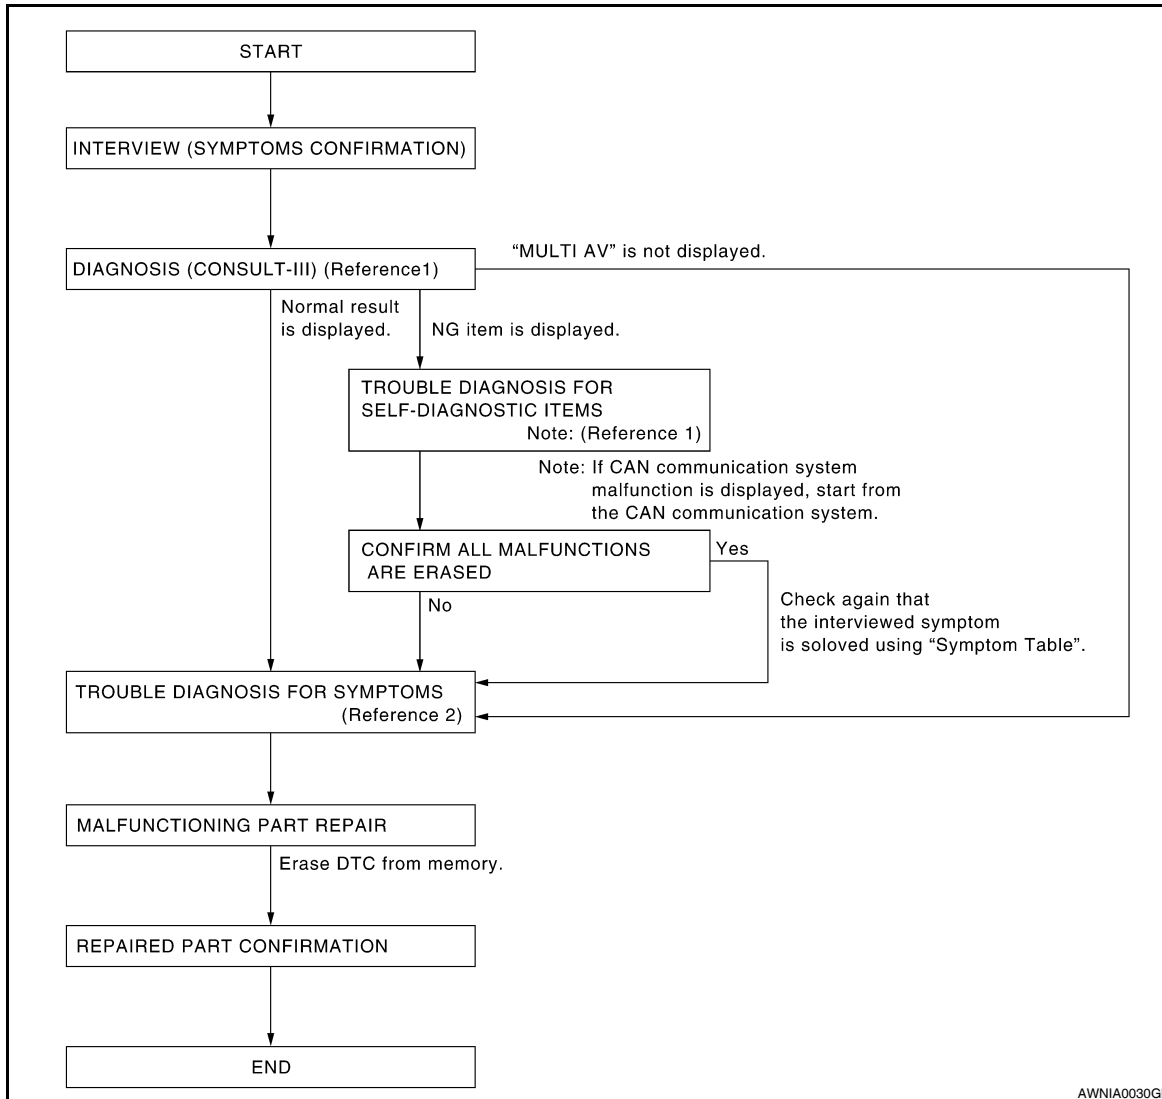 START
INTERVIEW (SYMPTOMS CONFIRMATION)
DIAGNOSIS (CONSULT-III) (Reference1)
“MULTI AV” is not displayed.
Normal result
is displayed.
NG item is displayed.
TROUBLE DIAGNOSIS FOR
SELF-DIAGNOSTIC ITEMS
Note: (Reference 1)
Note: If CAN communication system
malfunction is displayed, start from
the CAN communication system.
CONFIRM ALL MALFUNCTIONS
ARE ERASED
Yes
No
Check again that
the interviewed symptom
is soloved using “Symptom Table”.
TROUBLE DIAGNOSIS FOR SYMPTOMS
(Reference 2)
MALFUNCTIONING PART REPAIR
Erase DTC from memory.
REPAIRED PART CONFIRMATION
END